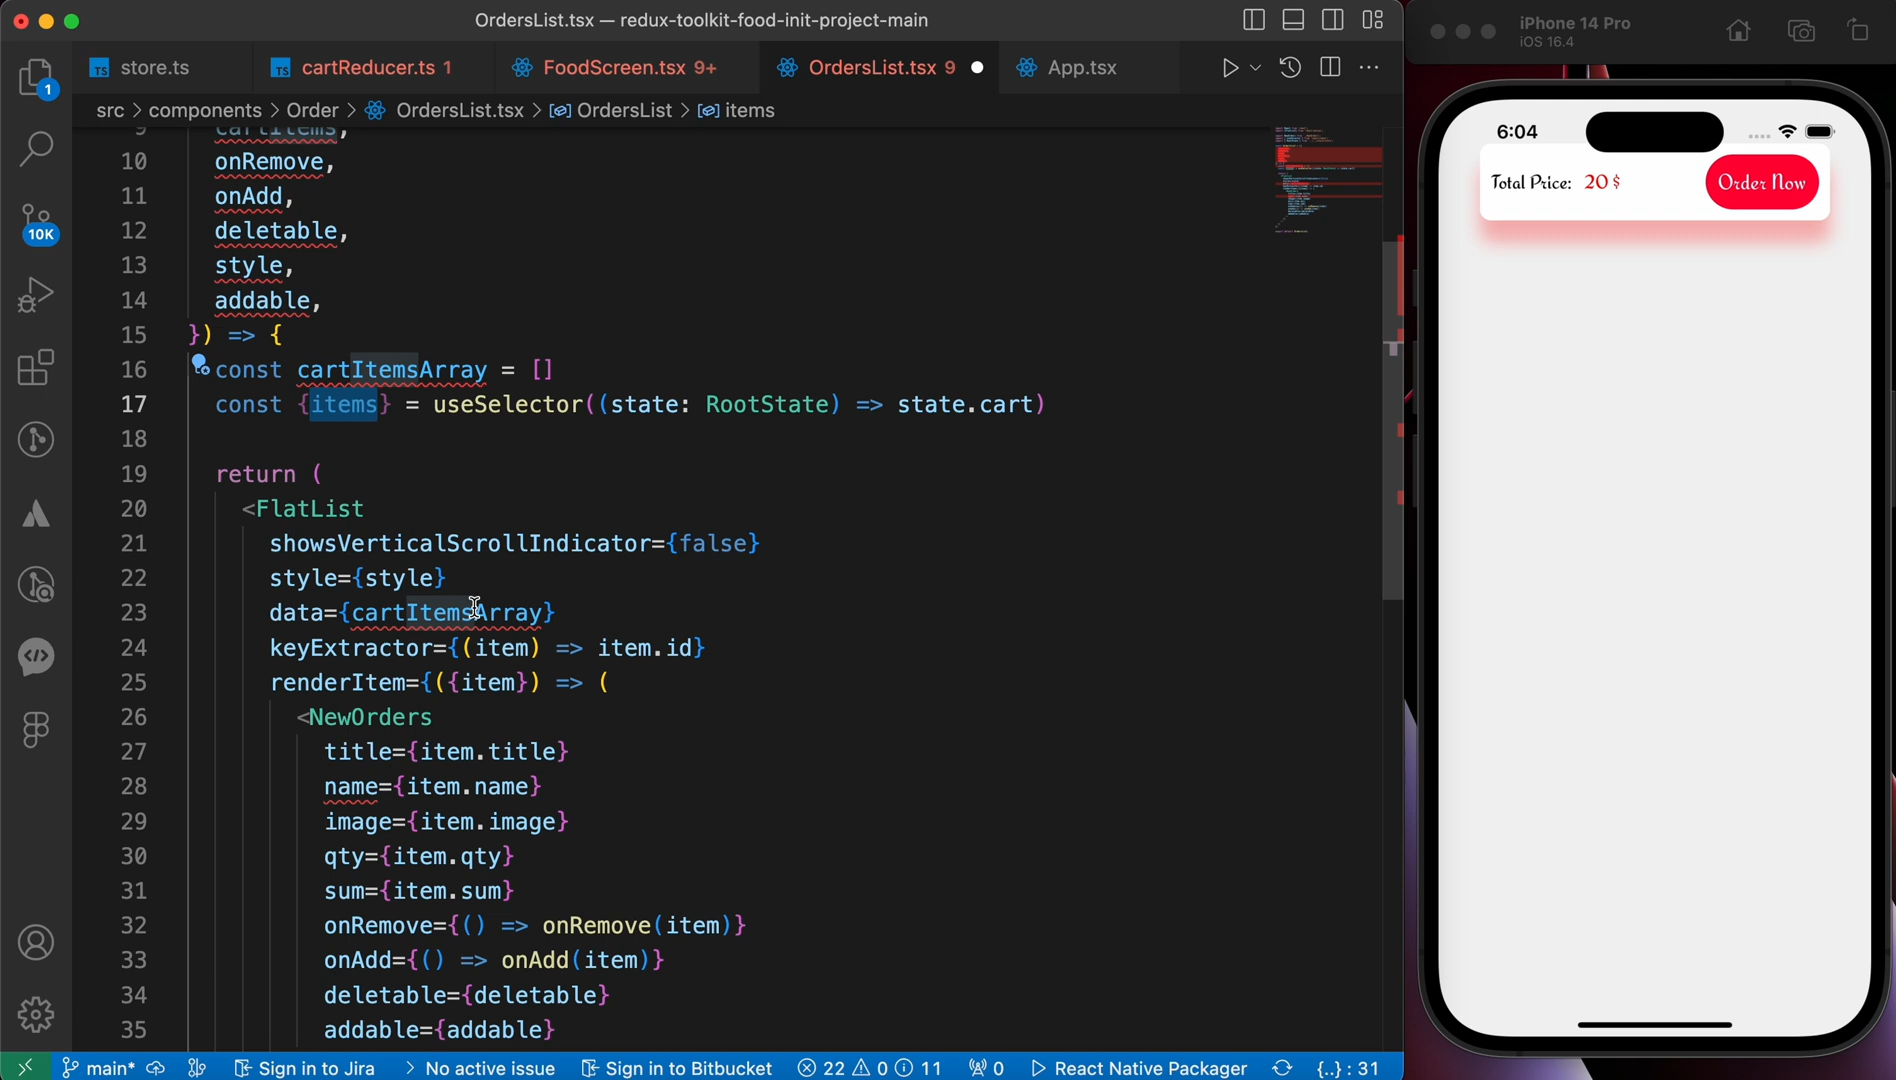 OrdersList.tsx — redux-toolkit-food-init-project-main
store.ts
cartReducer.ts 1
FoodScreen.tsx 9+
OrdersList.tsx 9
App.tsx
src > components > Order > OrdersList.tsx > OrdersList > items
1
10K
9 cartItems,
10 onRemove,
11 onAdd,
12 deletable,
13 style,
14 addable,
15 }) => {
16 const cartItemsArray = []
17 const {items} = useSelector((state: RootState) => state.cart)
18
19 return (
20 <FlatList
21 showsVerticalScrollIndicator={false}
22 style={style}
23 data={cartItemsArray}
24 keyExtractor={(item) => item.id}
25 renderItem={({item}) => (
26 <NewOrders
27 title={item.title}
28 name={item.name}
29 image={item.image}
30 qty={item.qty}
31 sum={item.sum}
32 onRemove={() => onRemove(item)}
33 onAdd={() => onAdd(item)}
34 deletable={deletable}
35 addable={addable}
main*
Sign in to Jira
No active issue
Sign in to Bitbucket
22 0 11
0
React Native Packager
{..} : 31
iPhone 14 Pro
iOS 16.4
6:04
Total Price: 20 $
Order Now